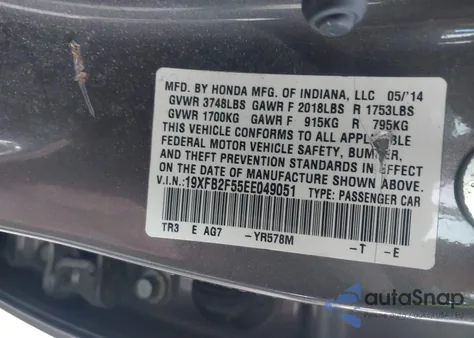 MFD. BY HONDA MFG. OF INDIANA, LLC 05/'14
GVWR 3748LBS GAWR F 2018LBS R 1753LBS
GVWR 1700KG GAWR F 915KG R 795KG
THIS VEHICLE CONFORMS TO ALL APPLICABLE
FEDERAL MOTOR VEHICLE SAFETY, BUMPER,
AND THEFT PREVENTION STANDARDS IN EFFECT
ON THE DATE OF MANUFACTURE SHOWN ABOVE.
V.I.N.: 19XFB2F55EE049051 TYPE: PASSENGER CAR
TR3 E AG7 -YR578M -T -E
autoSnap